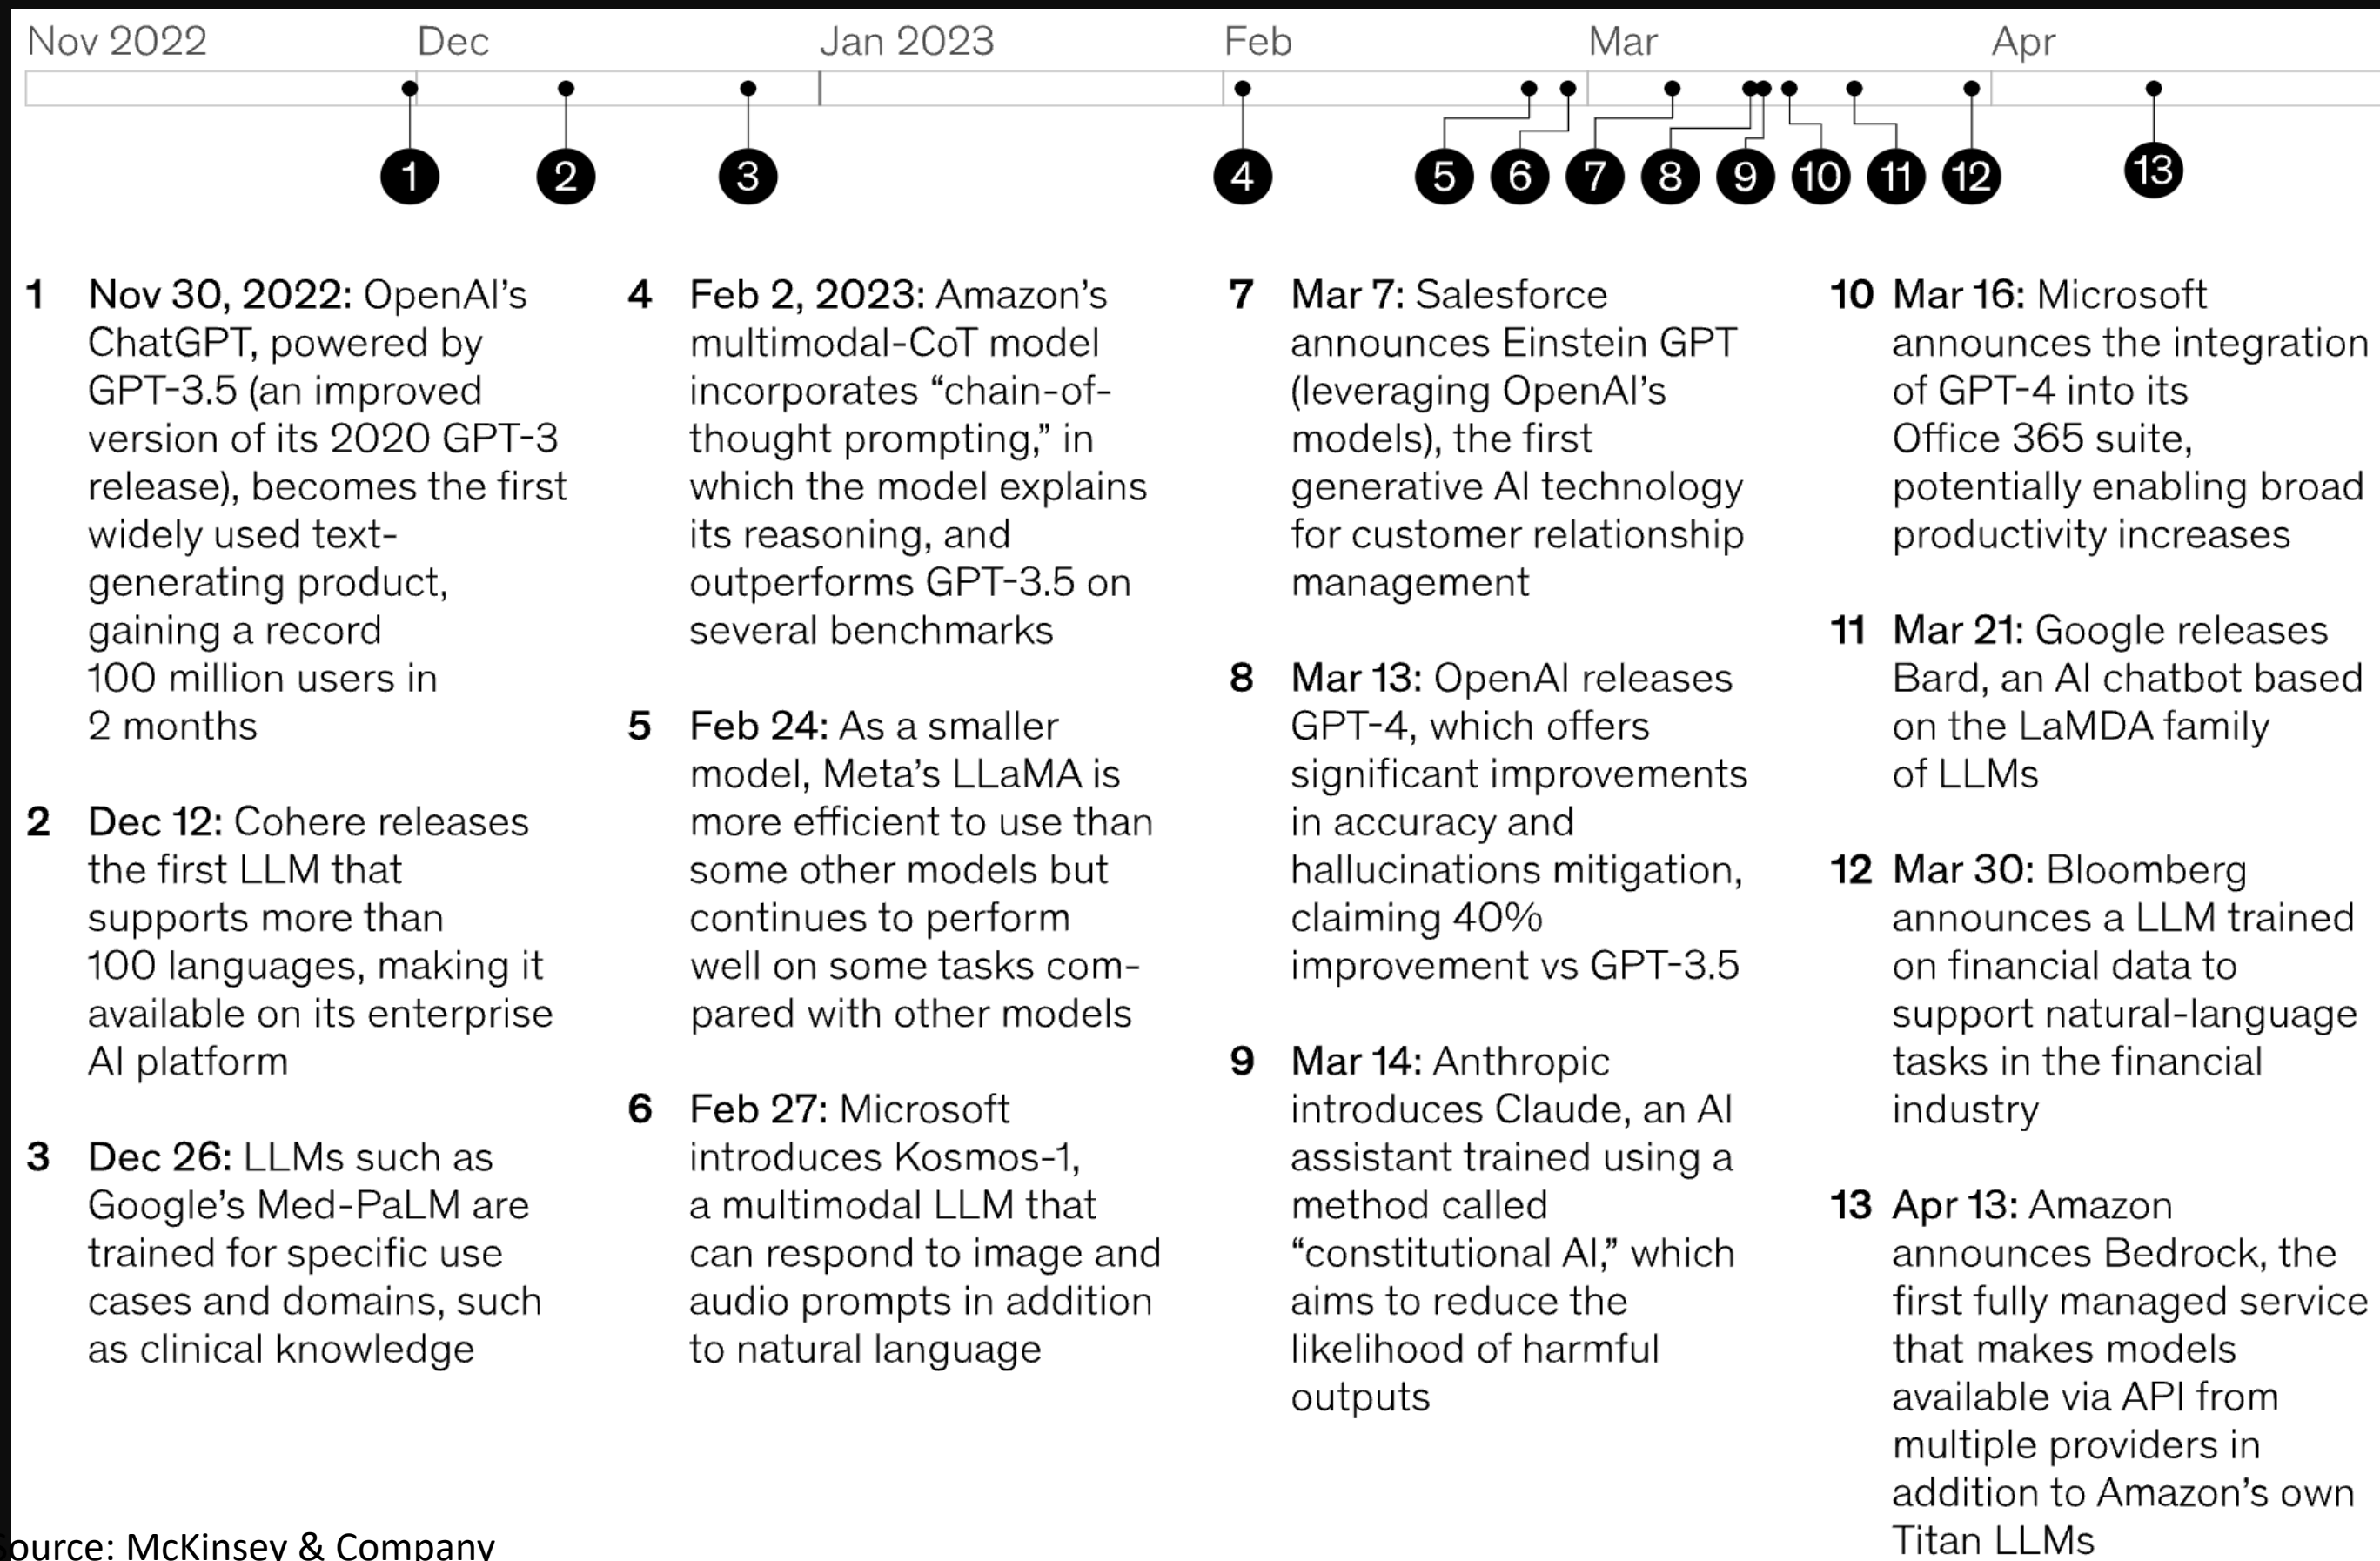 Nov 2022 Dec Jan 2023 Feb Mar Apr
1 2 3 4 5 6 7 8 9 10 11 12 13
1 Nov 30, 2022: OpenAI’s
ChatGPT, powered by
GPT-3.5 (an improved
version of its 2020 GPT-3
release), becomes the first
widely used text-
generating product,
gaining a record
100 million users in
2 months
2 Dec 12: Cohere releases
the first LLM that
supports more than
100 languages, making it
available on its enterprise
AI platform
3 Dec 26: LLMs such as
Google’s Med-PaLM are
trained for specific use
cases and domains, such
as clinical knowledge
4 Feb 2, 2023: Amazon’s
multimodal-CoT model
incorporates “chain-of-
thought prompting,” in
which the model explains
its reasoning, and
outperforms GPT-3.5 on
several benchmarks
5 Feb 24: As a smaller
model, Meta’s LLaMA is
more efficient to use than
some other models but
continues to perform
well on some tasks com-
pared with other models
6 Feb 27: Microsoft
introduces Kosmos-1,
a multimodal LLM that
can respond to image and
audio prompts in addition
to natural language
7 Mar 7: Salesforce
announces Einstein GPT
(leveraging OpenAI’s
models), the first
generative AI technology
for customer relationship
management
8 Mar 13: OpenAI releases
GPT-4, which offers
significant improvements
in accuracy and
hallucinations mitigation,
claiming 40%
improvement vs GPT-3.5
9 Mar 14: Anthropic
introduces Claude, an AI
assistant trained using a
method called
“constitutional AI,” which
aims to reduce the
likelihood of harmful
outputs
10 Mar 16: Microsoft
announces the integration
of GPT-4 into its
Office 365 suite,
potentially enabling broad
productivity increases
11 Mar 21: Google releases
Bard, an AI chatbot based
on the LaMDA family
of LLMs
12 Mar 30: Bloomberg
announces a LLM trained
on financial data to
support natural-language
tasks in the financial
industry
13 Apr 13: Amazon
announces Bedrock, the
first fully managed service
that makes models
available via API from
multiple providers in
addition to Amazon’s own
Titan LLMs
Source: McKinsey & Company